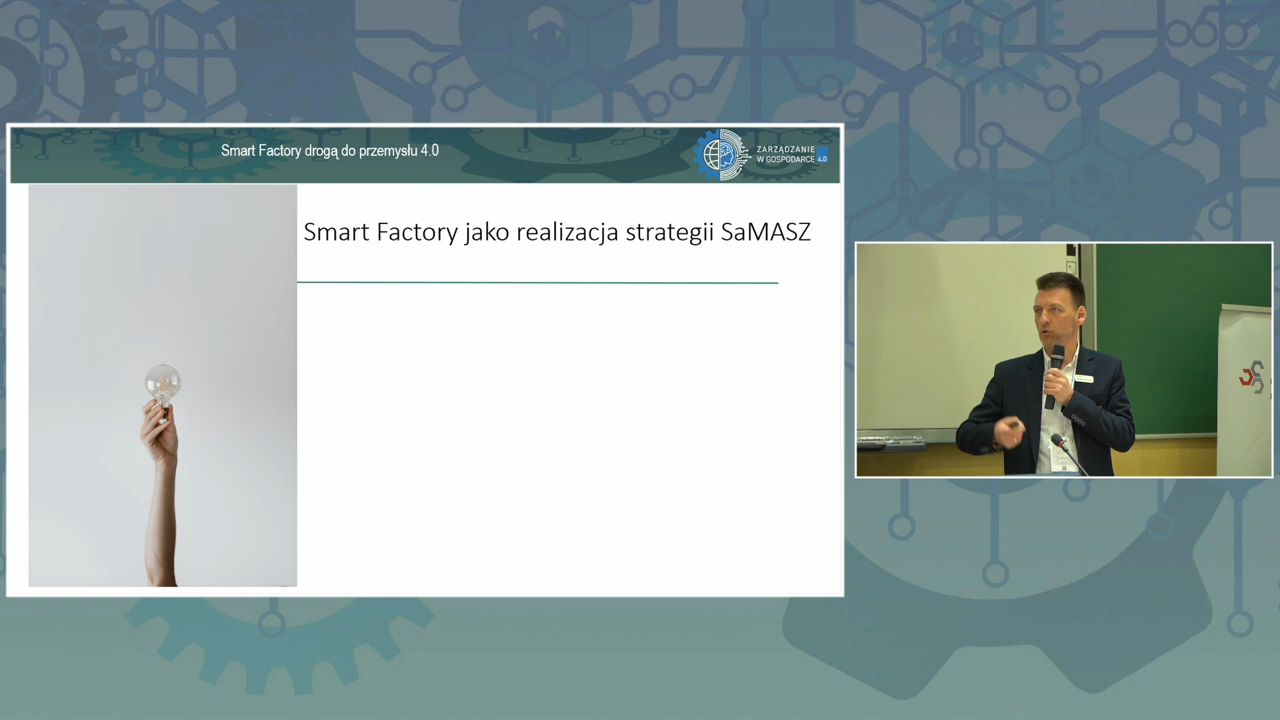 Smart Factory drogą do przemysłu 4.0
ZARZĄDZANIE
W GOSPODARCE 4.0
Smart Factory jako realizacja strategii SaMASZ